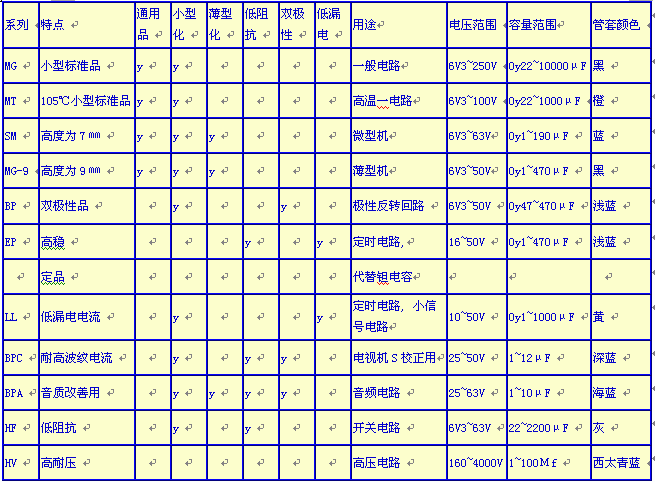 系列 特点 通用品 小型化 薄型化 低阻抗 双极性 低漏电 用途 电压范围 容量范围 管套颜色
MG 小型标准品 y y 一般电路 6V3~250V 0y22~10000μF 黑
MT 105℃小型标准品 y y 高温一电路 6V3~100V 0y22~1000μF 橙
SM 高度为7㎜ y y y 微型机 6V3~63V 0y1~190μF 蓝
MG-9 高度为9㎜ y y y 薄型机 6V3~50V 0y1~470μF 黑
BP 双极性品 y y 极性反转回路 6V3~50V 0y47~470μF 浅蓝
EP 高稳 y y 定时电路, 16~50V 0y1~470μF 浅蓝
定品 代替钽电容
LL 低漏电电流 y y 定时电路, 小信号电路 10~50V 0y1~1000μF 黄
BPC 耐高波纹电流 y y y 电视机S校正用 25~50V 1~12μF 深蓝
BPA 音质改善用 y y y y 音频电路 25~63V 1~10μF 海蓝
HF 低阻抗 y y 开关电路 6V3~63V 22~2200μF 灰
HV 高耐压 高压电路 160~4000V 1~100Mf 西太青蓝